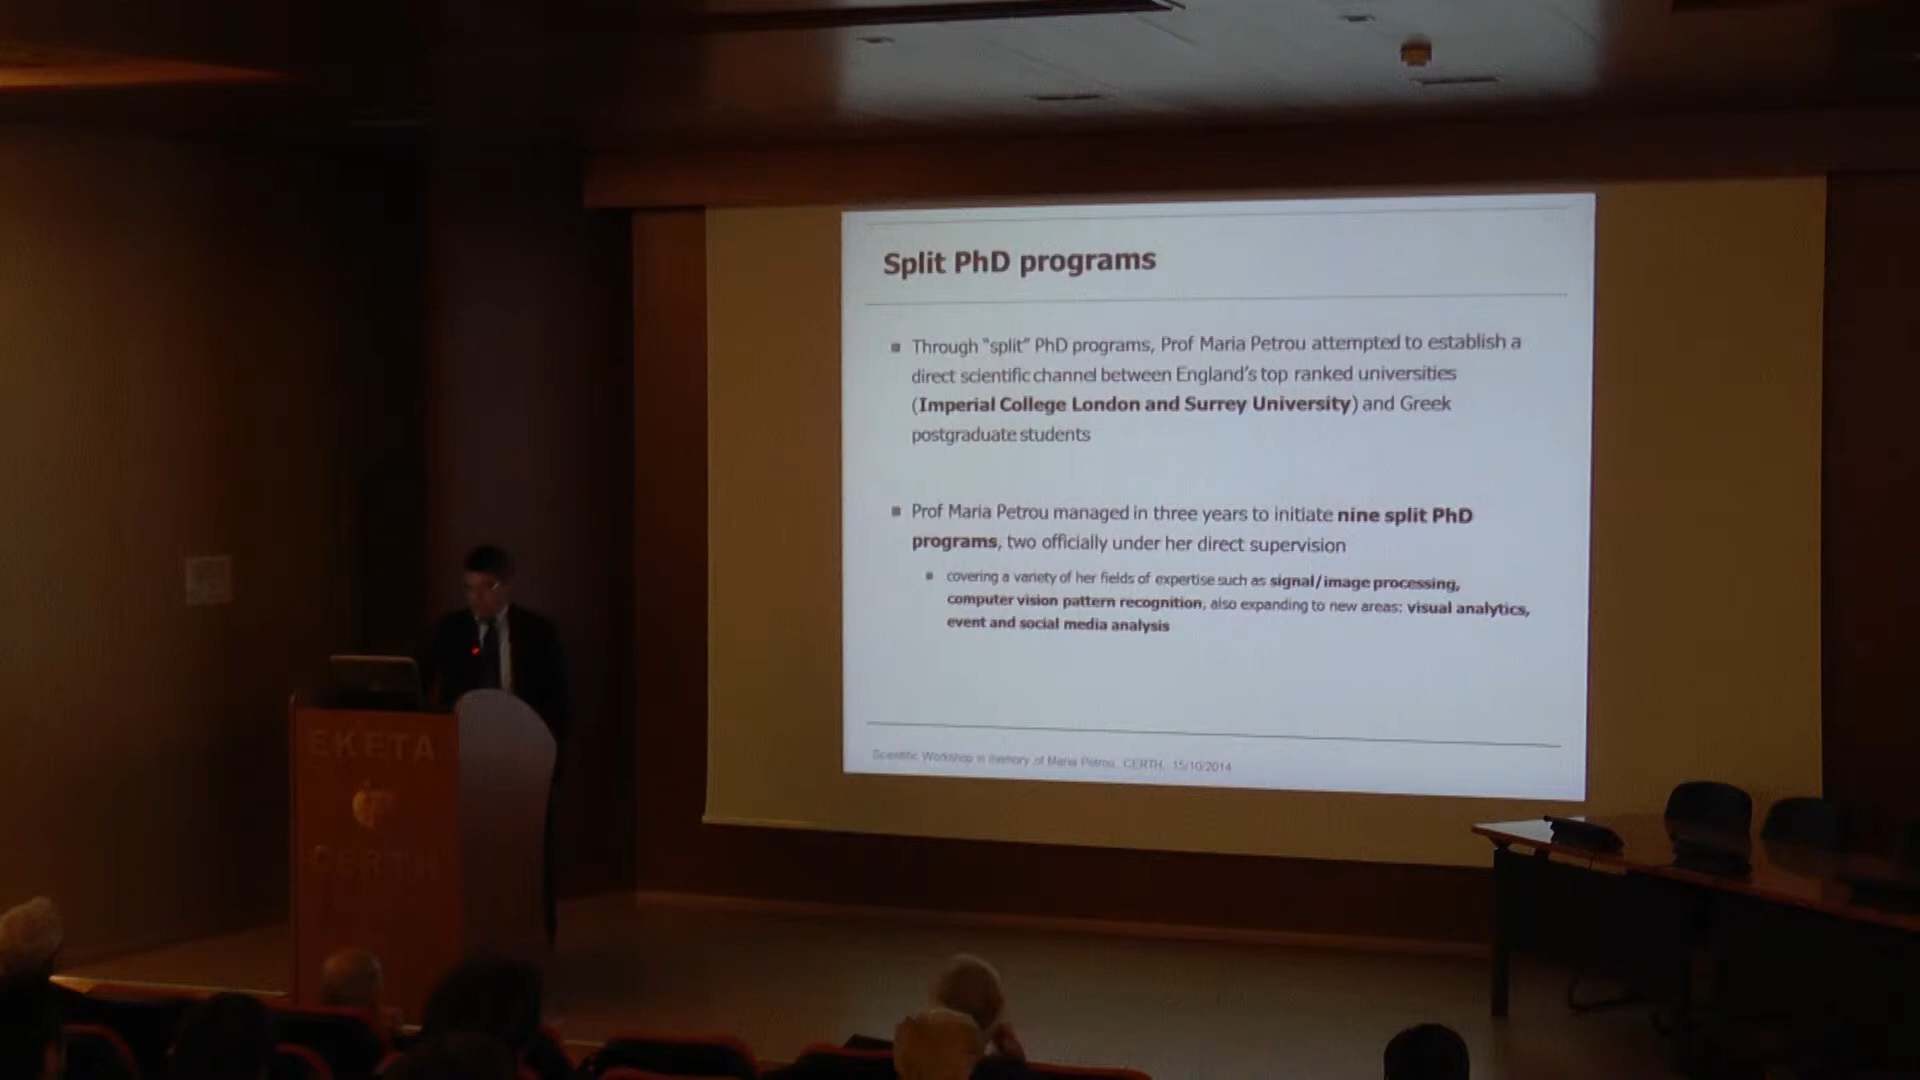 Split PhD programs
Through "split" PhD programs, Prof Maria Petrou attempted to establish a
direct scientific channel between England's top ranked universities
(Imperial College London and Surrey University) and Greek
postgraduate students
Prof Maria Petrou managed in three years to initiate nine split PhD
programs, two officially under her direct supervision
covering a variety of her fields of expertise such as signal/image processing,
computer vision pattern recognition, also expanding to new areas: visual analytics,
event and social media analysis
Scientific Workshop in memory of Maria Petrou, CERTH, 15/10/2014
EKETA
CERTH